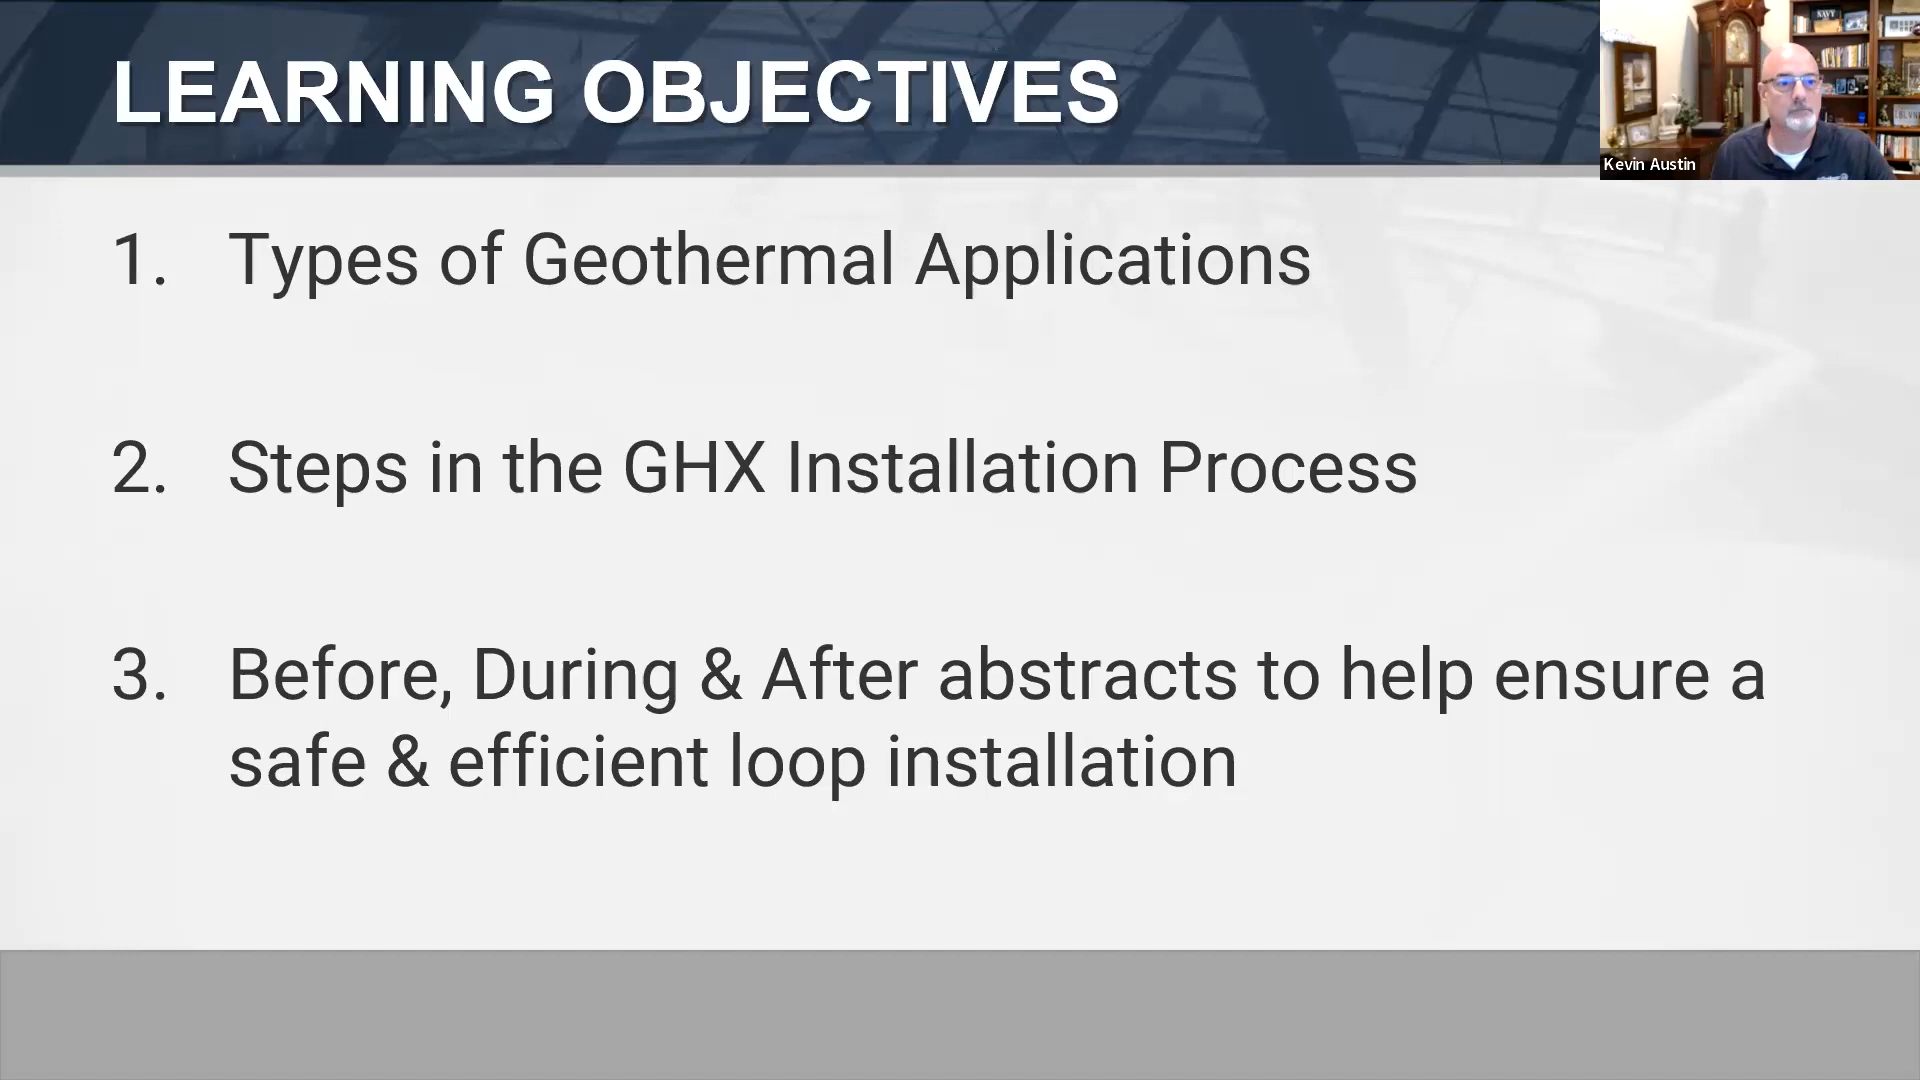 LEARNING OBJECTIVES
NAVY
Kevin Austin
1. Types of Geothermal Applications
2. Steps in the GHX Installation Process
3. Before, During & After abstracts to help ensure a
safe & efficient loop installation